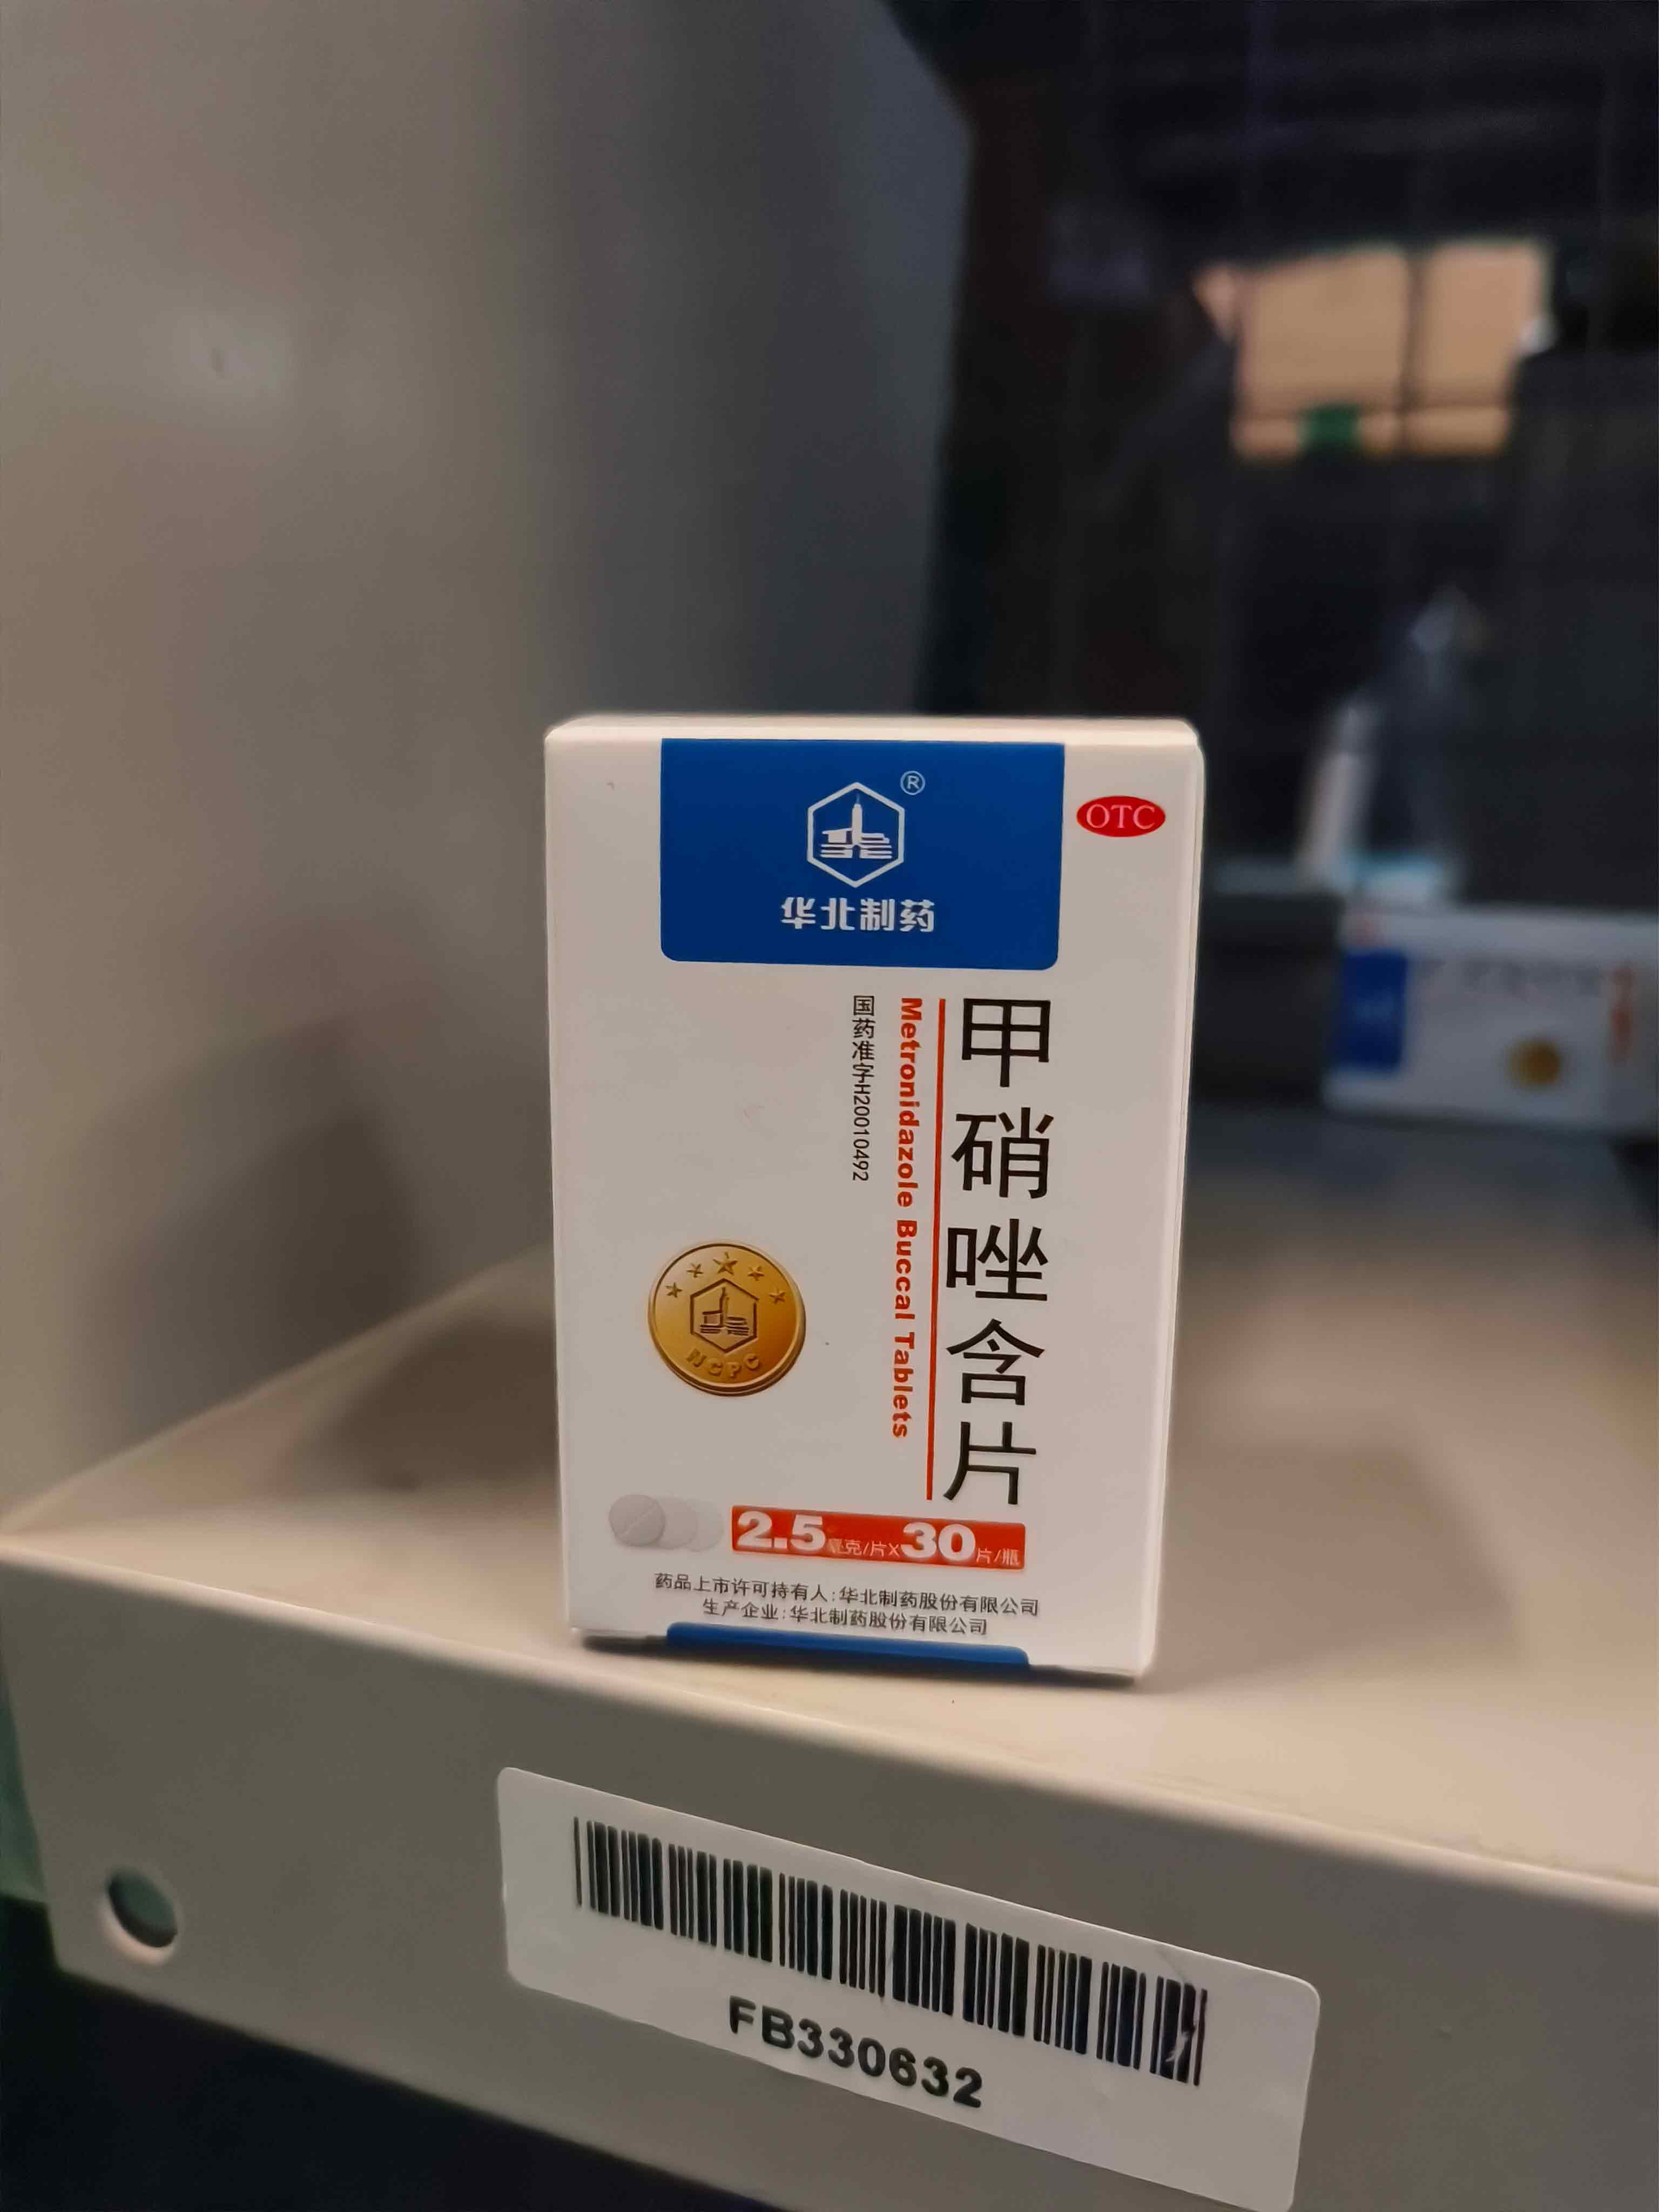 ®
华北制药
OTC
甲硝唑含片
Metronidazole Buccal Tablets
国药准字H20010492
NCPC
2.5毫克/片×30片/瓶
药品上市许可持有人:华北制药股份有限公司
生产企业:华北制药股份有限公司
FB330632